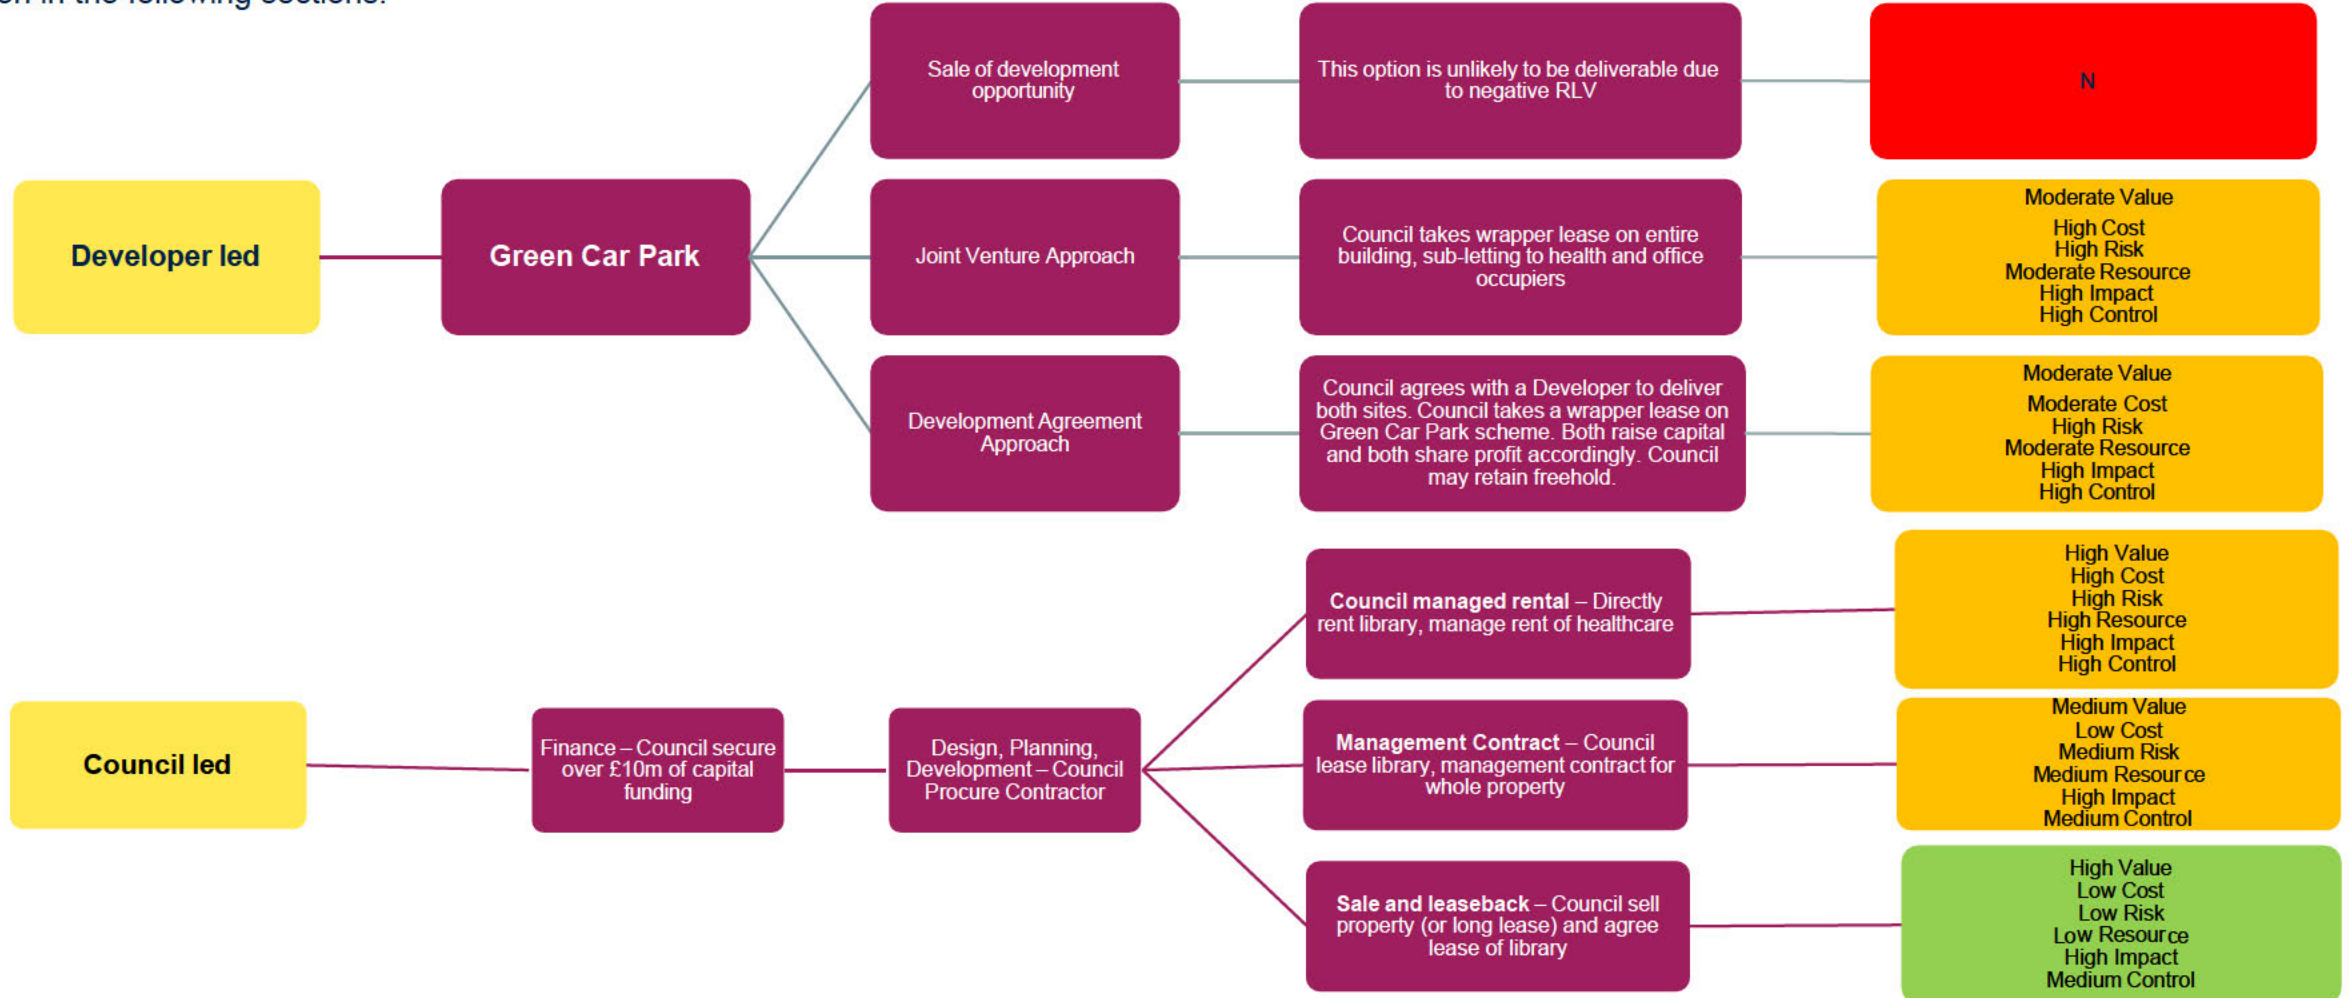 on in the following sections.
Sale of development
opportunity
This option is unlikely to be deliverable due
to negative RLV
N
Developer led
Green Car Park
Joint Venture Approach
Council takes wrapper lease on entire
building, sub-letting to health and office
occupiers
Moderate Value
High Cost
High Risk
Moderate Resource
High Impact
High Control
Development Agreement
Approach
Council agrees with a Developer to deliver
both sites. Council takes a wrapper lease on
Green Car Park scheme. Both raise capital
and both share profit accordingly. Council
may retain freehold.
Moderate Value
Moderate Cost
High Risk
Moderate Resource
High Impact
High Control
Council led
Finance – Council secure
over £10m of capital
funding
Design, Planning,
Development – Council
Procure Contractor
Council managed rental – Directly
rent library, manage rent of healthcare
High Value
High Cost
High Risk
High Resource
High Impact
High Control
Management Contract – Council
lease library, management contract for
whole property
Medium Value
Low Cost
Medium Risk
Medium Resource
High Impact
Medium Control
Sale and leaseback – Council sell
property (or long lease) and agree
lease of library
High Value
Low Cost
Low Risk
Low Resource
High Impact
Medium Control